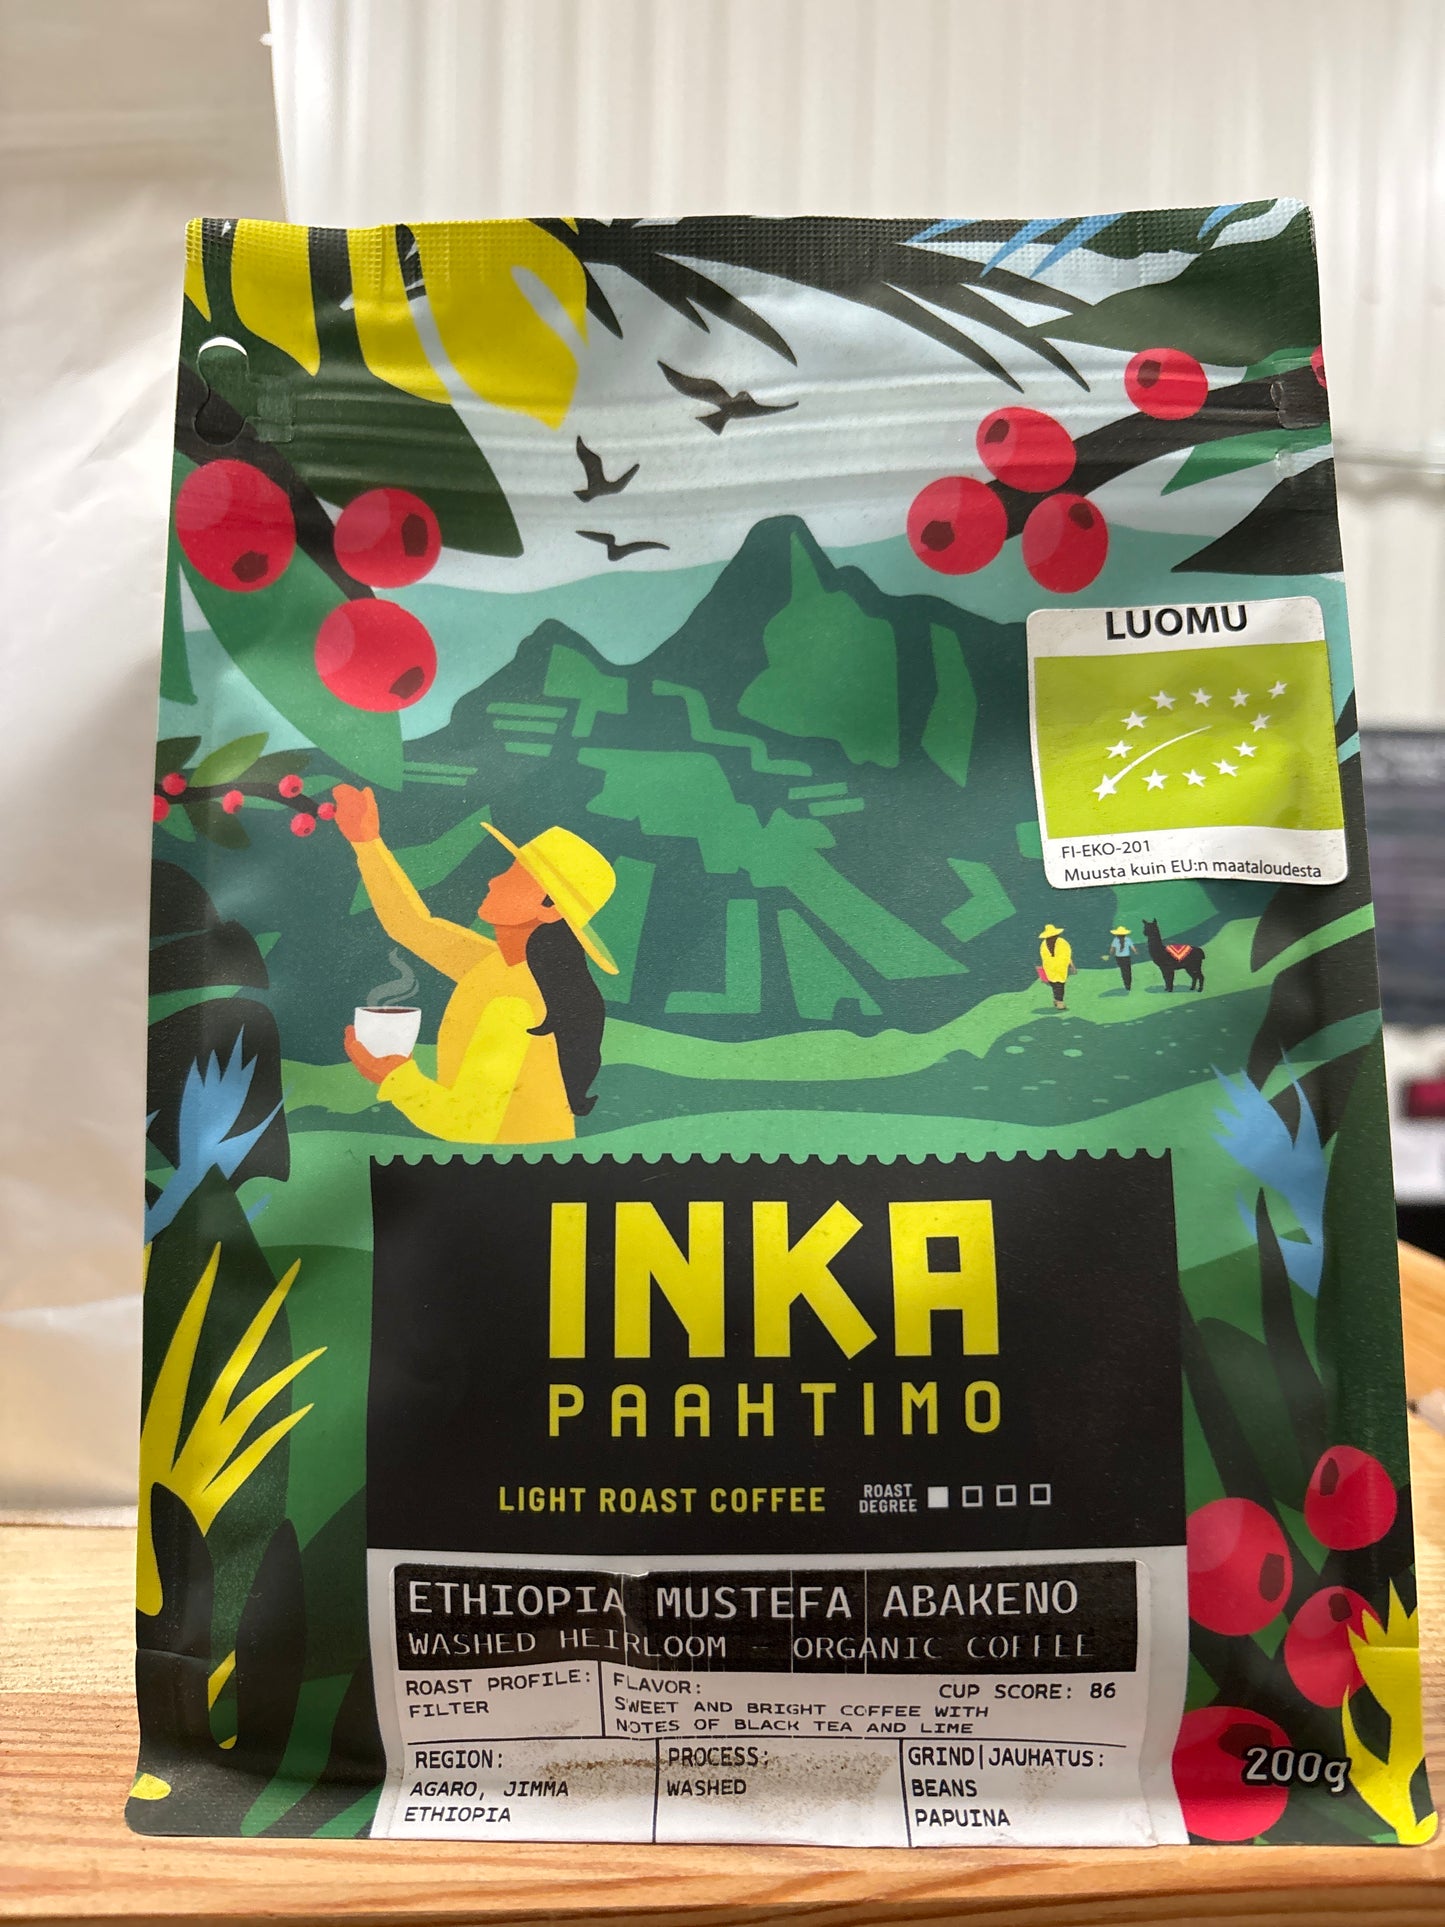 LUOMU
FI-EKO-201
Muusta kuin EU:n maataloudesta
INKA
PAAHTIMO
LIGHT ROAST COFFEE
ROAST
DEGREE
ETHIOPIA MUSTEFA ABAKENO
WASHED HEIRLOOM - ORGANIC COFFEE
ROAST PROFILE:
FILTER
FLAVOR:
CUP SCORE: 86
SWEET AND BRIGHT COFFEE WITH
NOTES OF BLACK TEA AND LIME
REGION:
AGARO, JIMMA
ETHIOPIA
PROCESS:
WASHED
GRIND|JAUHATUS:
BEANS
PAPUINA
200g